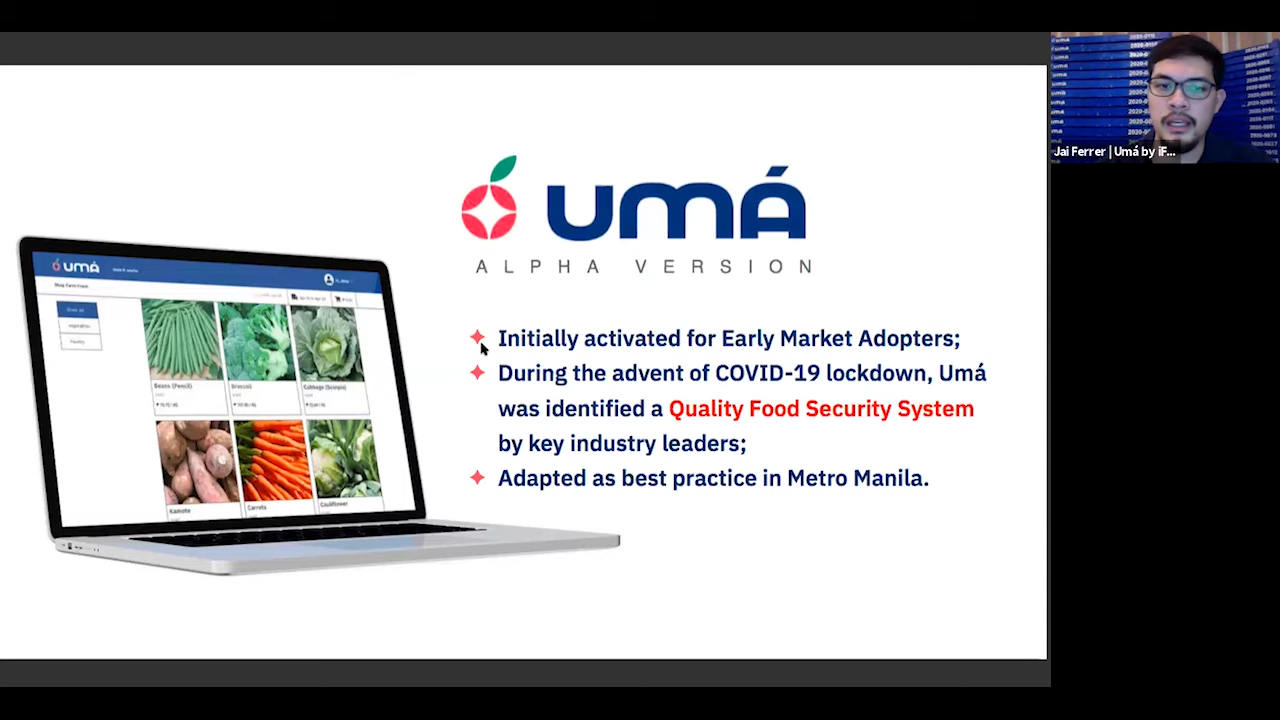 umá
ALPHA VERSION
Initially activated for Early Market Adopters;
During the advent of COVID-19 lockdown, Umá
was identified a Quality Food Security System
by key industry leaders;
Adapted as best practice in Metro Manila.
umá
Beans (Pencil)
Broccoli
Cabbage (Scorpio)
Kamote
Carrots
Cauliflower
Jai Ferrer | Umá by iF...